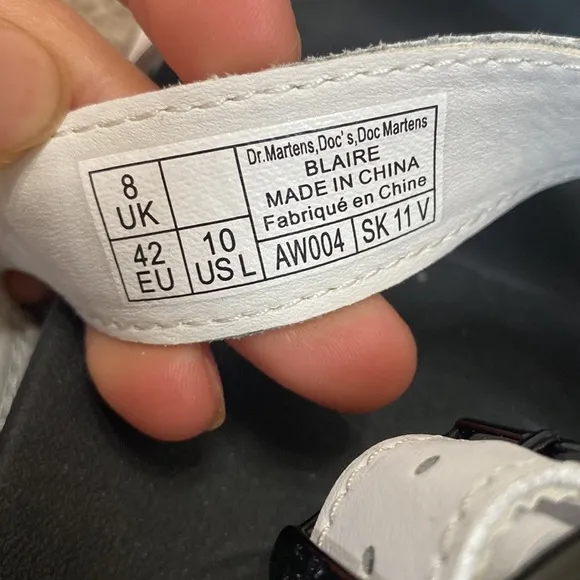 8
UK
42
EU
10
US L
Dr.Martens,Doc's,Doc Martens
BLAIRE
MADE IN CHINA
Fabriqué en Chine
AW004
SK 11 V